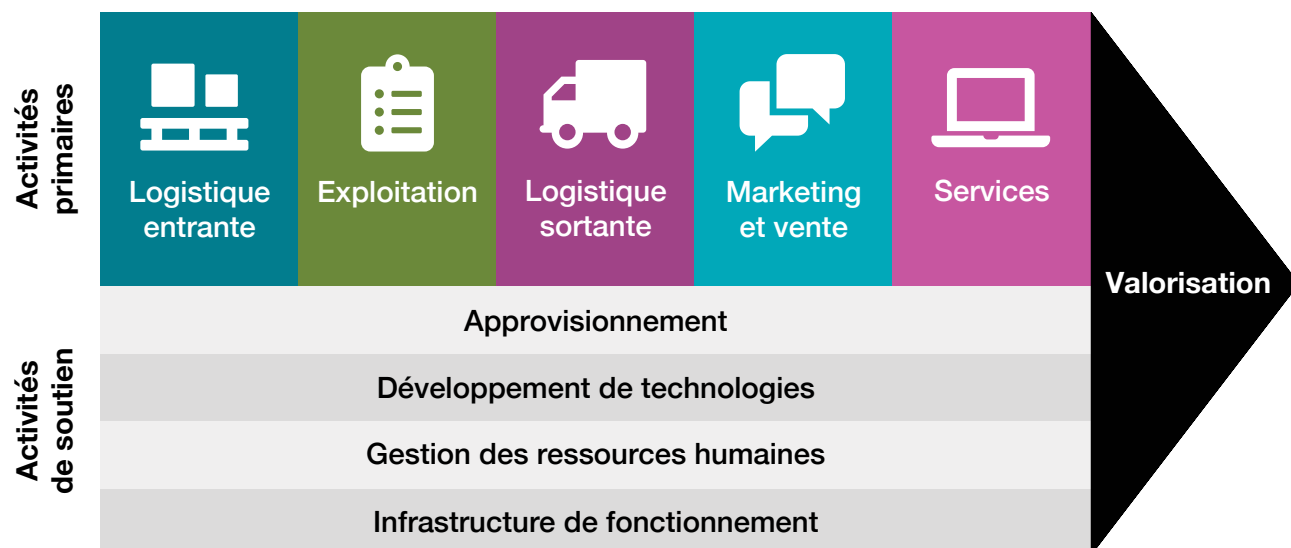 Activités
primaires
Logistique
entrante
Exploitation
Logistique
sortante
Marketing
et vente
Services
Valorisation
Activités
de soutien
Approvisionnement
Développement de technologies
Gestion des ressources humaines
Infrastructure de fonctionnement